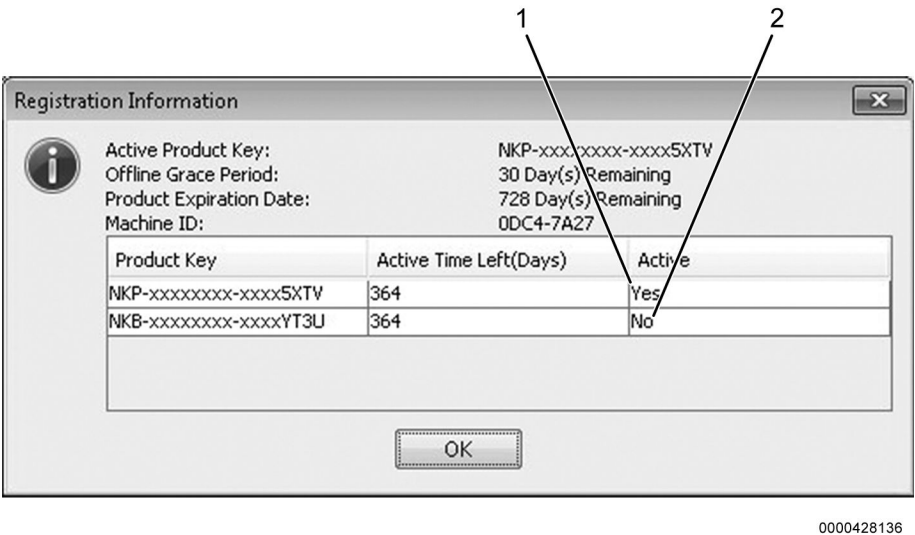 1 2
Registration Information
Active Product Key: NKP-xxxxxxxx-xxxx5XTV
Offline Grace Period: 30 Day(s) Remaining
Product Expiration Date: 728 Day(s) Remaining
Machine ID: 0DC4-7A27
Product Key Active Time Left(Days) Active
NKP-xxxxxxxx-xxxx5XTV 364 Yes
NKB-xxxxxxxx-xxxxYT3U 364 No
OK
0000428136